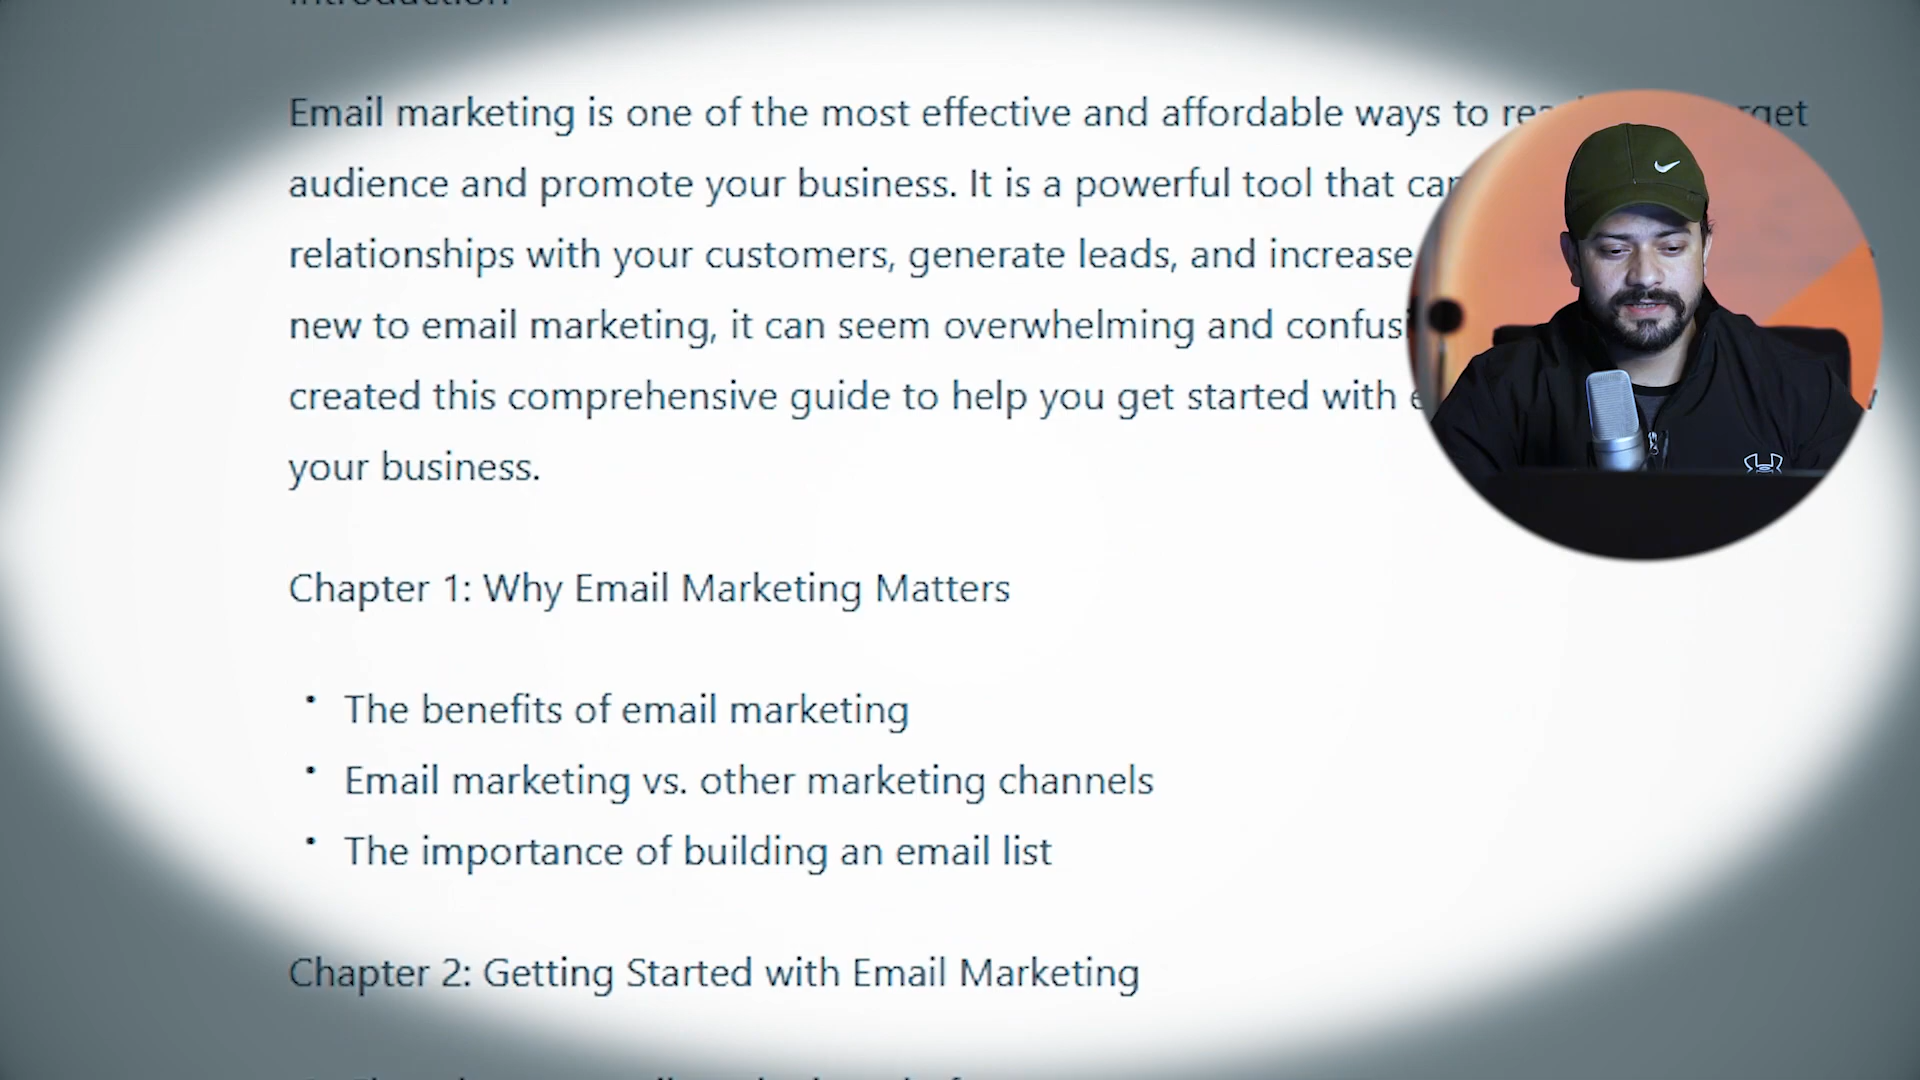 Email marketing is one of the most effective and affordable ways to
audience and promote your business. It is a powerful tool that
relationships with your customers, generate leads, and increase
new to email marketing, it can seem overwhelming and
created this comprehensive guide to help you get started with
your business.
Chapter 1: Why Email Marketing Matters
• The benefits of email marketing
• Email marketing vs. other marketing channels
• The importance of building an email list
Chapter 2: Getting Started with Email Marketing